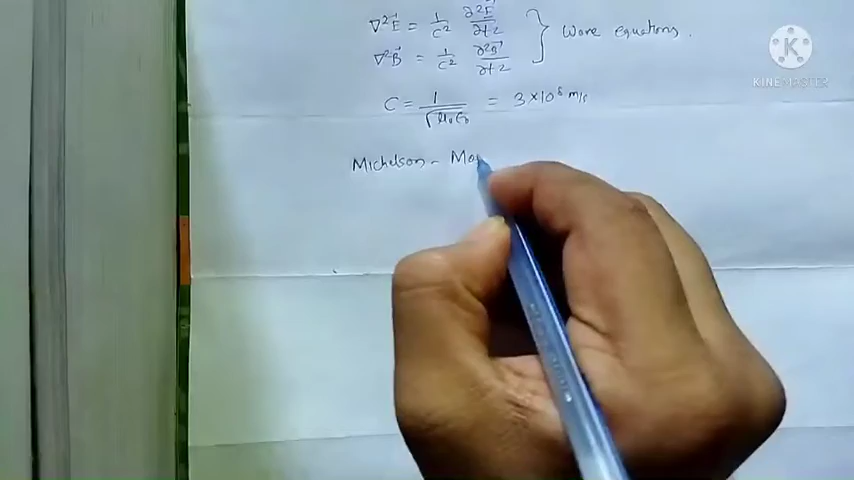 ∇²E⃗ = 1/c² ∂²E⃗/∂t²
∇²B⃗ = 1/c² ∂²B⃗/∂t² } Wave equations.
C = 1/√μ₀ε₀ = 3×10⁸ m/s
Michelson - Mo
KINEMASTER